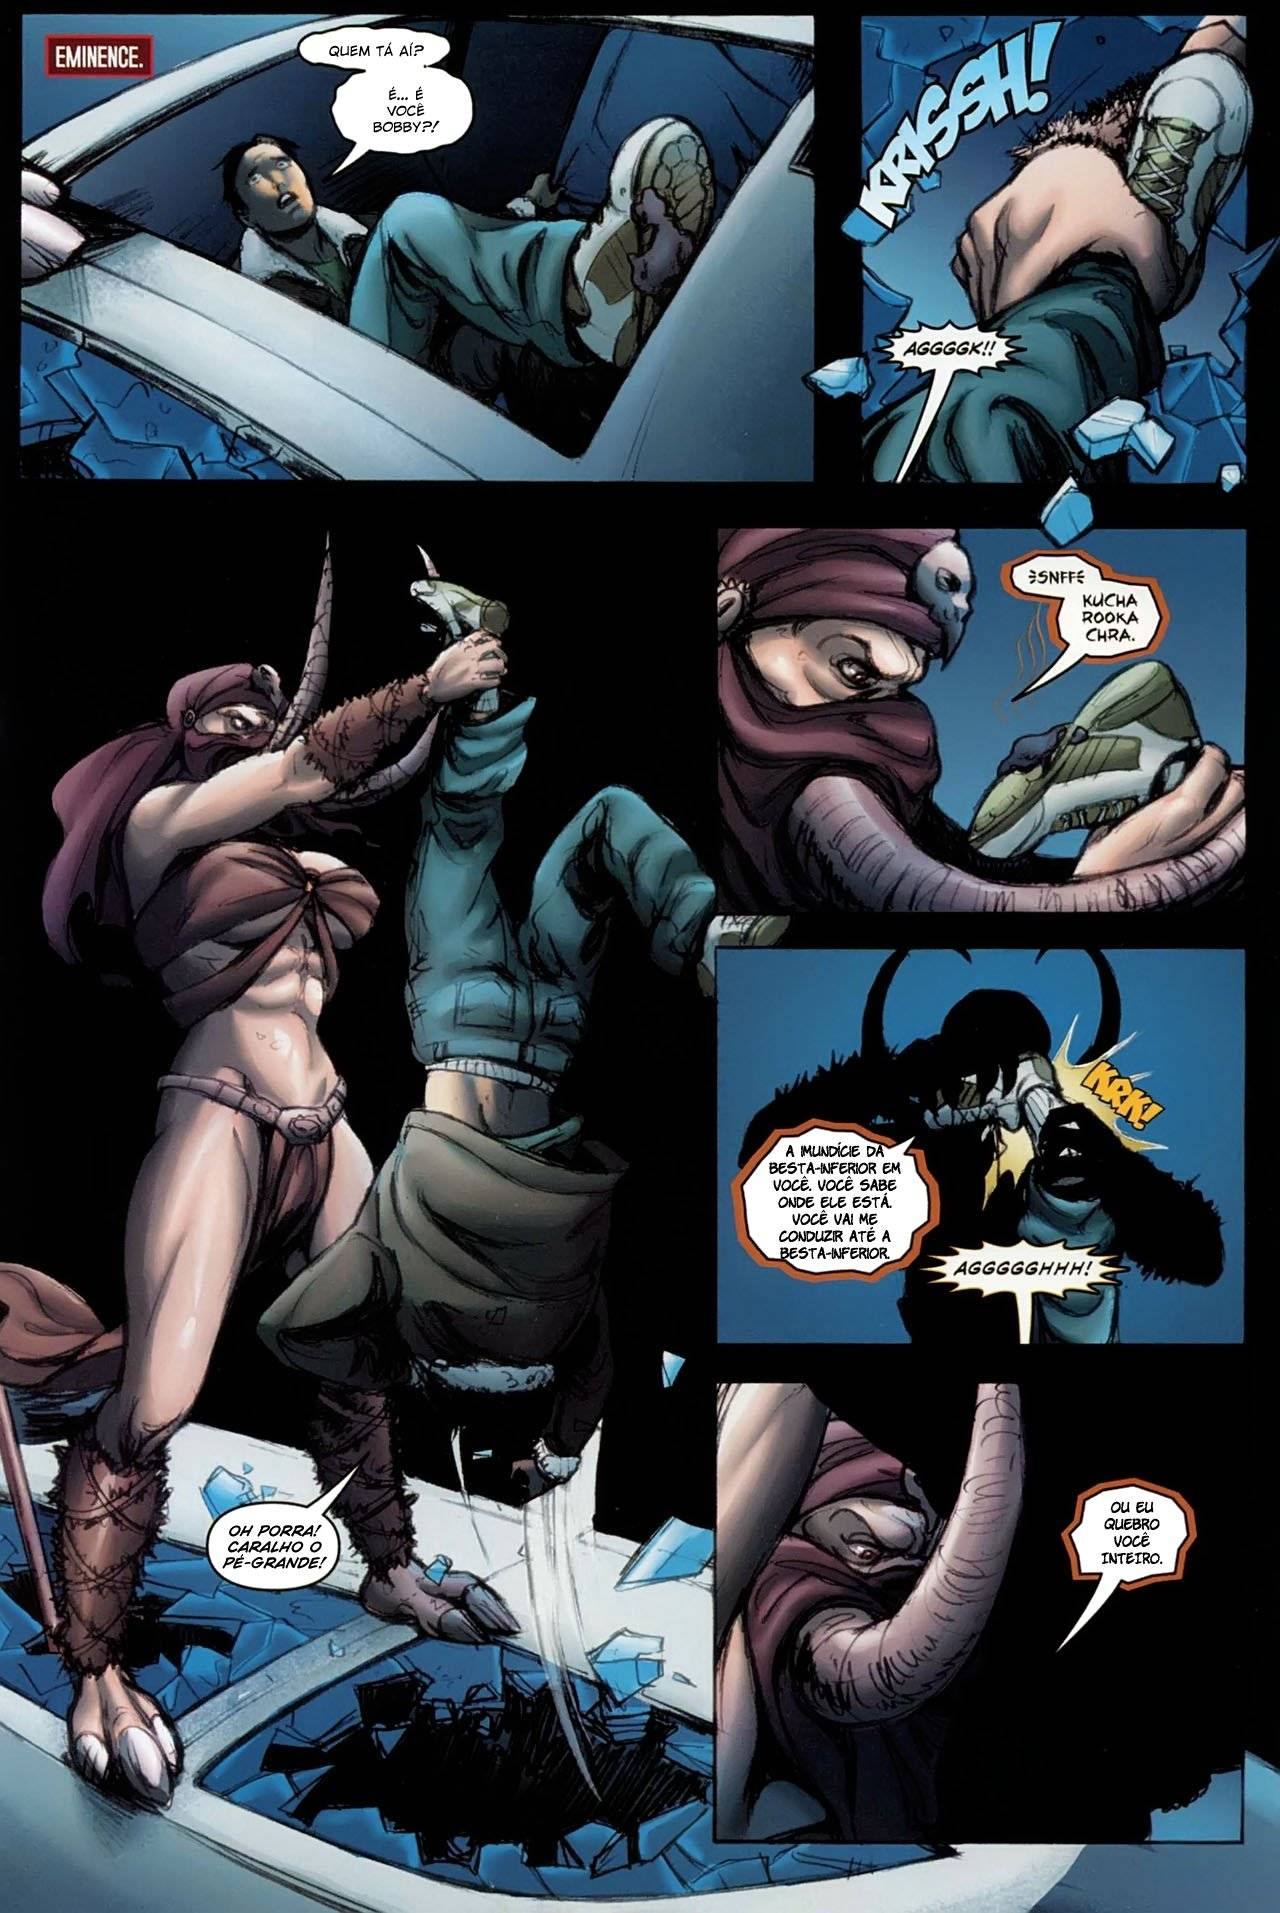 EMINENCE.
QUEM TÁ AÍ?
É... É
VOCÊ
BOBBY?!
KRISSH!
AGGGGK!!
OH PORRA!
CARALHO O
PÉ-GRANDE!
SNFF
KUCHA
ROOKA
CHRA.
KRK!
A IMUNDÍCIE DA
BESTA-INFERIOR EM
VOCÊ. VOCÊ SABE
ONDE ELE ESTÁ.
VOCÊ VAI ME
CONDUZIR ATÉ A
BESTA-INFERIOR.
AGGGGGHHH!
OU EU
QUEBRO
VOCÊ
INTEIRO.